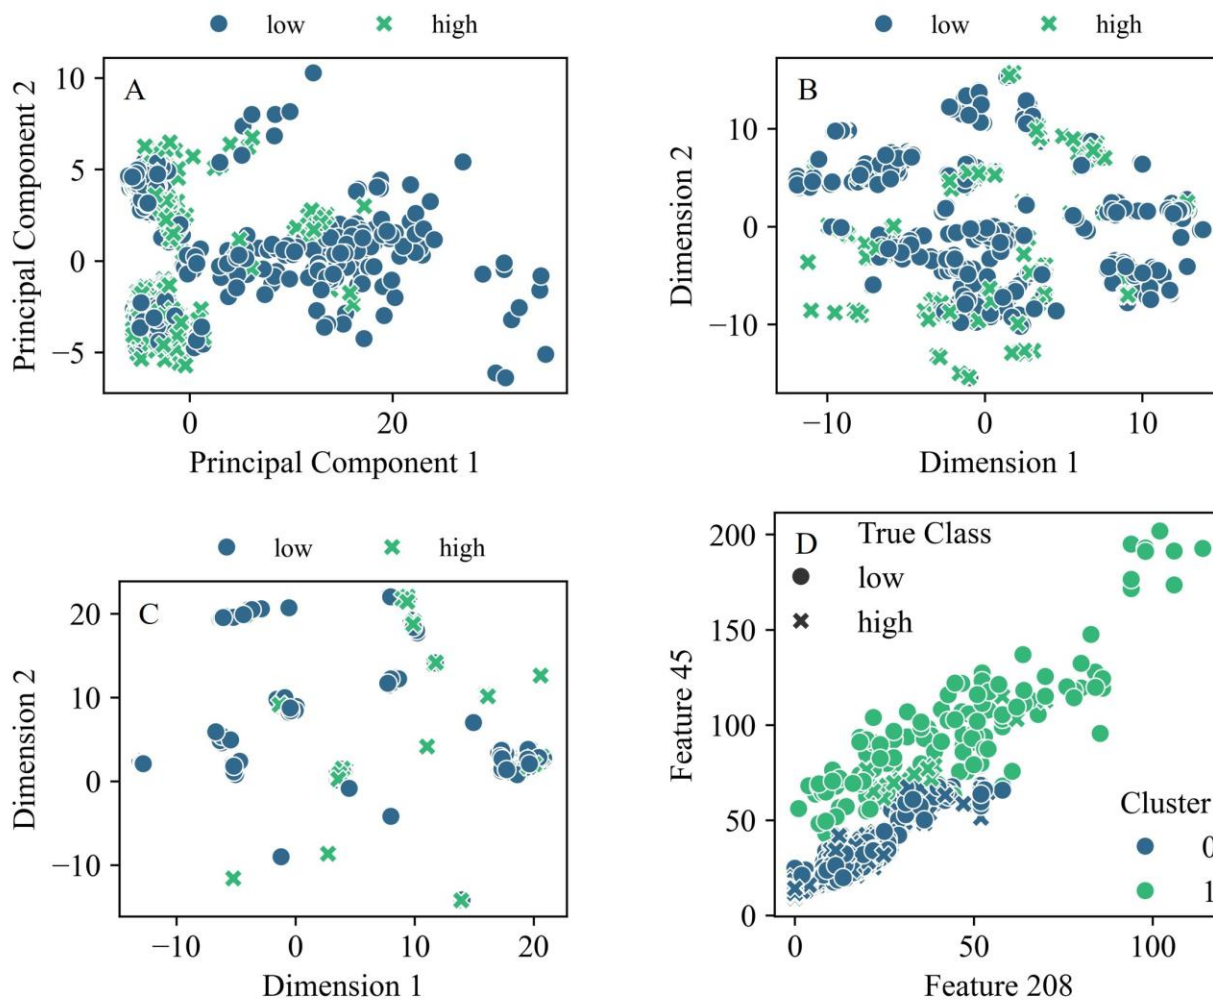 low high
10
5
0
−5
0 20
Principal Component 2
A
Principal Component 1
low high
10
0
−10
−10 0 10
Dimension 2
B
Dimension 1
low high
20
10
0
−10
−10 0 10 20
Dimension 2
C
Dimension 1
200
150
100
50
0
0 50 100
Feature 45
D True Class
low
high
Cluster
0
1
Feature 208